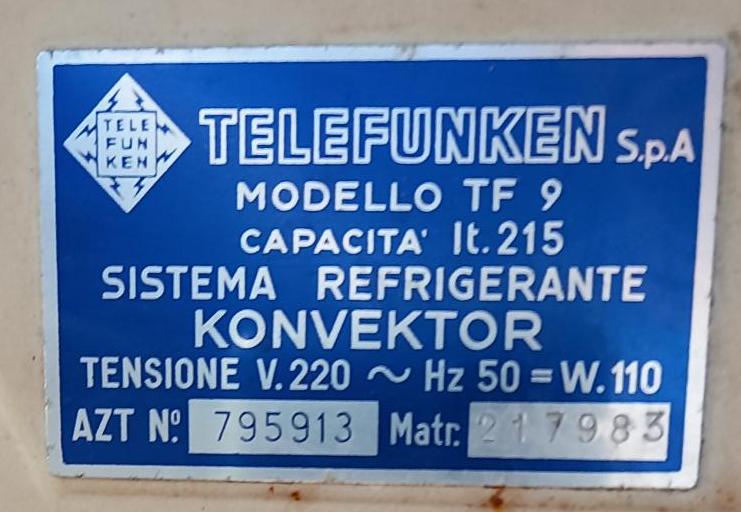 TELE
FUN
KEN
TELEFUNKEN S.p.A
MODELLO TF 9
CAPACITA' lt.215
SISTEMA REFRIGERANTE
KONVEKTOR
TENSIONE V.220 ~ Hz 50 = W.110
AZT Nº. 795913 Matr. 217983